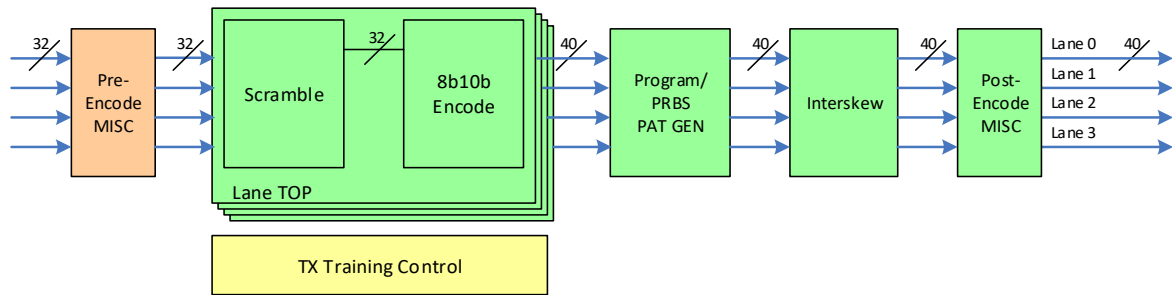 32
32
32
40
40
40
Lane 0
40
Pre-
Encode
MISC
Scramble
8b10b
Encode
Program/
PRBS
PAT GEN
Interskew
Post-
Encode
MISC
Lane 1
Lane 2
Lane 3
Lane TOP
TX Training Control